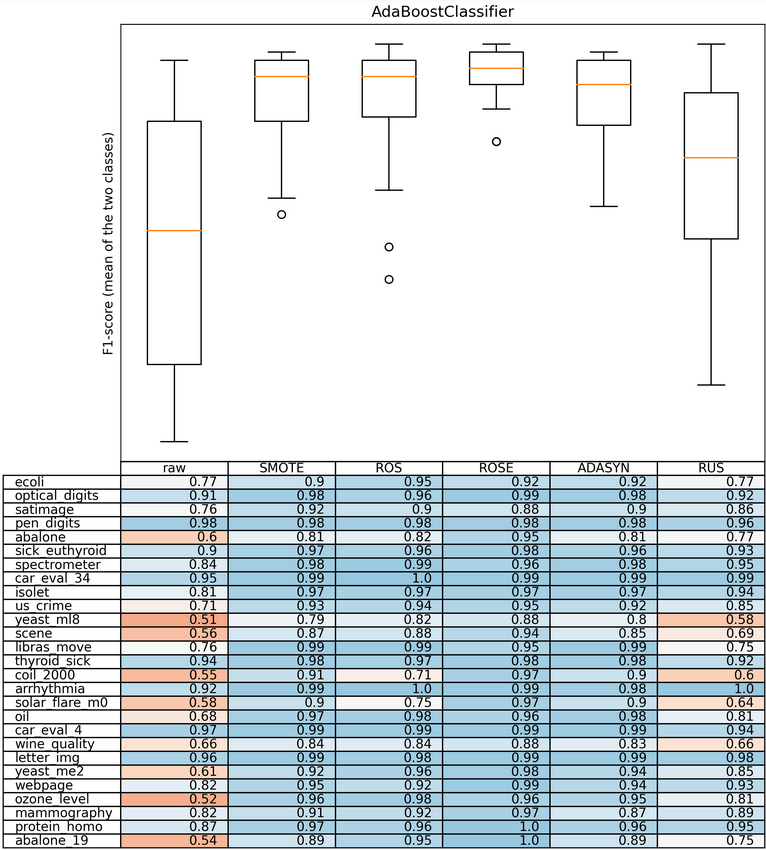 AdaBoostClassifier
F1-score (mean of the two classes)
raw SMOTE ROS ROSE ADASYN RUS
ecoli 0.77 0.9 0.95 0.92 0.92 0.77
optical_digits 0.91 0.98 0.96 0.99 0.98 0.92
satimage 0.76 0.92 0.9 0.88 0.9 0.86
pen_digits 0.98 0.98 0.98 0.98 0.98 0.96
abalone 0.6 0.81 0.82 0.95 0.81 0.77
sick_euthyroid 0.9 0.97 0.96 0.98 0.96 0.93
spectrometer 0.84 0.98 0.99 0.96 0.98 0.95
car_eval_34 0.95 0.99 1.0 0.99 0.99 0.99
isolet 0.81 0.97 0.97 0.97 0.97 0.94
us_crime 0.71 0.93 0.94 0.95 0.92 0.85
yeast_ml8 0.51 0.79 0.82 0.88 0.8 0.58
scene 0.56 0.87 0.88 0.94 0.85 0.69
libras_move 0.76 0.99 0.99 0.95 0.99 0.75
thyroid_sick 0.94 0.98 0.97 0.98 0.98 0.92
coil_2000 0.55 0.91 0.71 0.97 0.9 0.6
arrhythmia 0.92 0.99 1.0 0.99 0.98 1.0
solar_flare_m0 0.58 0.9 0.75 0.97 0.9 0.64
oil 0.68 0.97 0.98 0.96 0.98 0.81
car_eval_4 0.97 0.99 0.99 0.99 0.99 0.94
wine_quality 0.66 0.84 0.84 0.88 0.83 0.66
letter_img 0.96 0.99 0.98 0.99 0.99 0.98
yeast_me2 0.61 0.92 0.96 0.98 0.94 0.85
webpage 0.82 0.95 0.92 0.99 0.94 0.93
ozone_level 0.52 0.96 0.98 0.96 0.95 0.81
mammography 0.82 0.91 0.92 0.97 0.87 0.89
protein_homo 0.87 0.97 0.96 1.0 0.96 0.95
abalone_19 0.54 0.89 0.95 1.0 0.89 0.75